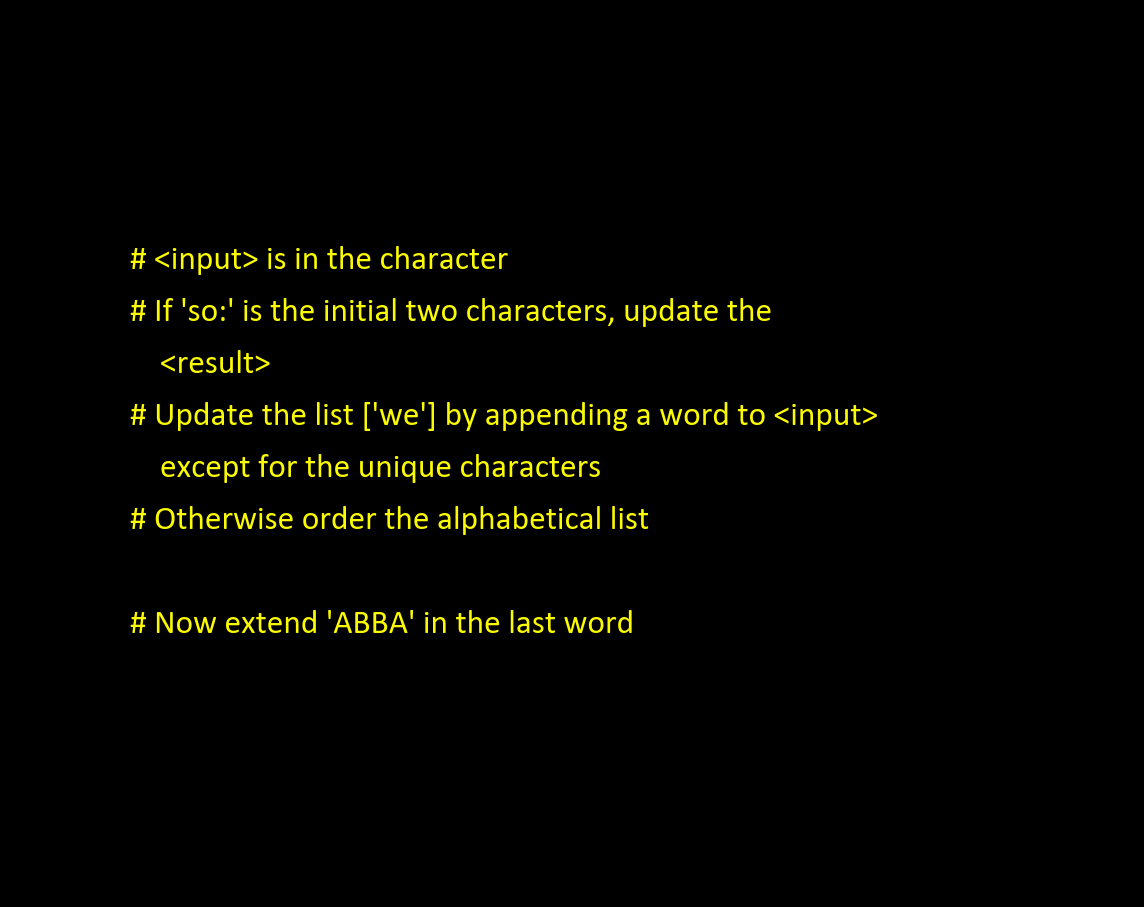 # <input> is in the character
# If 'so:' is the initial two characters, update the
<result>
# Update the list ['we'] by appending a word to <input>
except for the unique characters
# Otherwise order the alphabetical list
# Now extend 'ABBA' in the last word